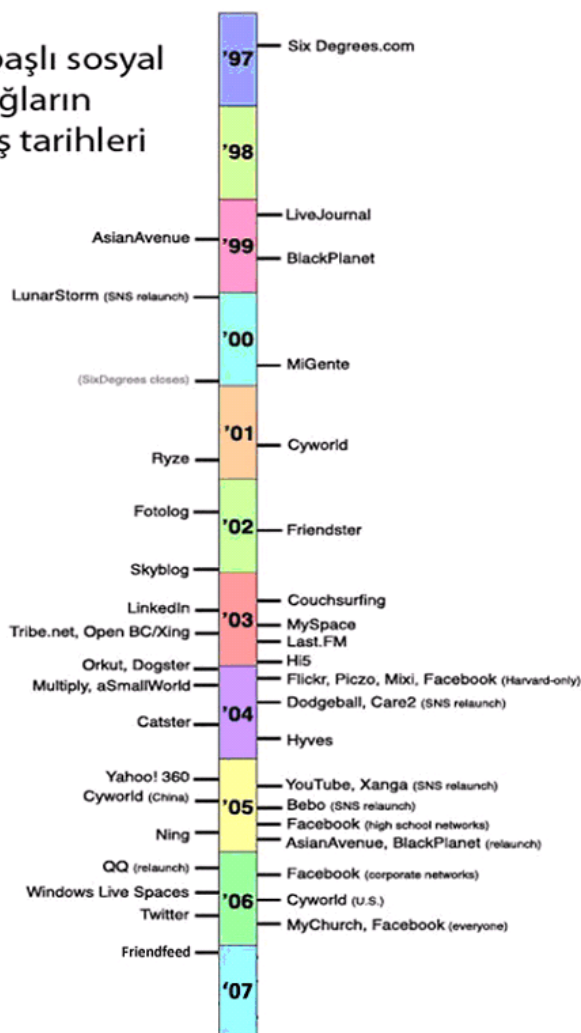 başlı sosyal
ğların
ş tarihleri
'97
Six Degrees.com
'98
LiveJournal
AsianAvenue
'99
BlackPlanet
LunarStorm (SNS relaunch)
'00
MiGente
(SixDegrees closes)
'01
Cyworld
Ryze
Fotolog
'02
Friendster
Skyblog
Couchsurfing
LinkedIn
'03
MySpace
Tribe.net, Open BC/Xing
Last.FM
Hi5
Orkut, Dogster
Flickr, Piczo, Mixi, Facebook (Harvard-only)
Multiply, aSmallWorld
Dodgeball, Care2 (SNS relaunch)
'04
Catster
Hyves
Yahoo! 360
YouTube, Xanga (SNS relaunch)
Cyworld (China)
Bebo (SNS relaunch)
'05
Facebook (high school networks)
Ning
AsianAvenue, BlackPlanet (relaunch)
QQ (relaunch)
Facebook (corporate networks)
Windows Live Spaces
'06
Cyworld (U.S.)
Twitter
MyChurch, Facebook (everyone)
Friendfeed
'07